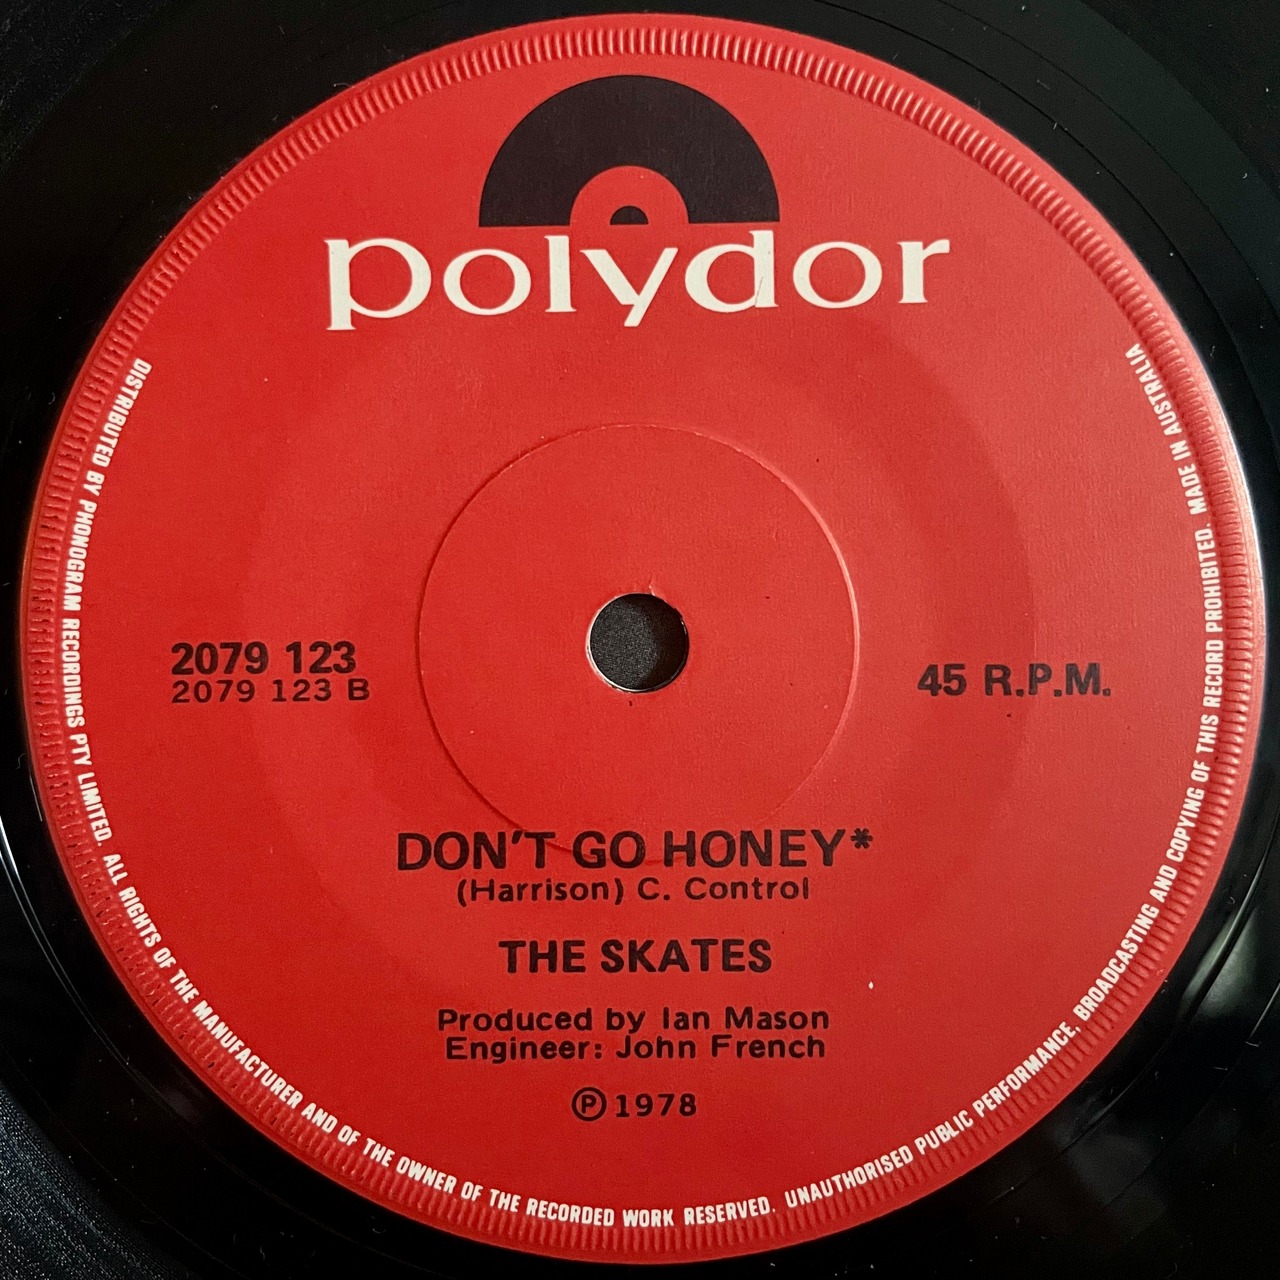 polydor
2079 123
2079 123 B
45 R.P.M.
DON'T GO HONEY*
(Harrison) C. Control
THE SKATES
Produced by Ian Mason
Engineer: John French
℗ 1978
DISTRIBUTED BY PHONOGRAM RECORDINGS PTY LIMITED. ALL RIGHTS OF THE MANUFACTURER AND OF THE OWNER OF THE RECORDED WORK RESERVED. UNAUTHORISED PUBLIC PERFORMANCE, BROADCASTING AND COPYING OF THIS RECORD PROHIBITED. MADE IN AUSTRALIA